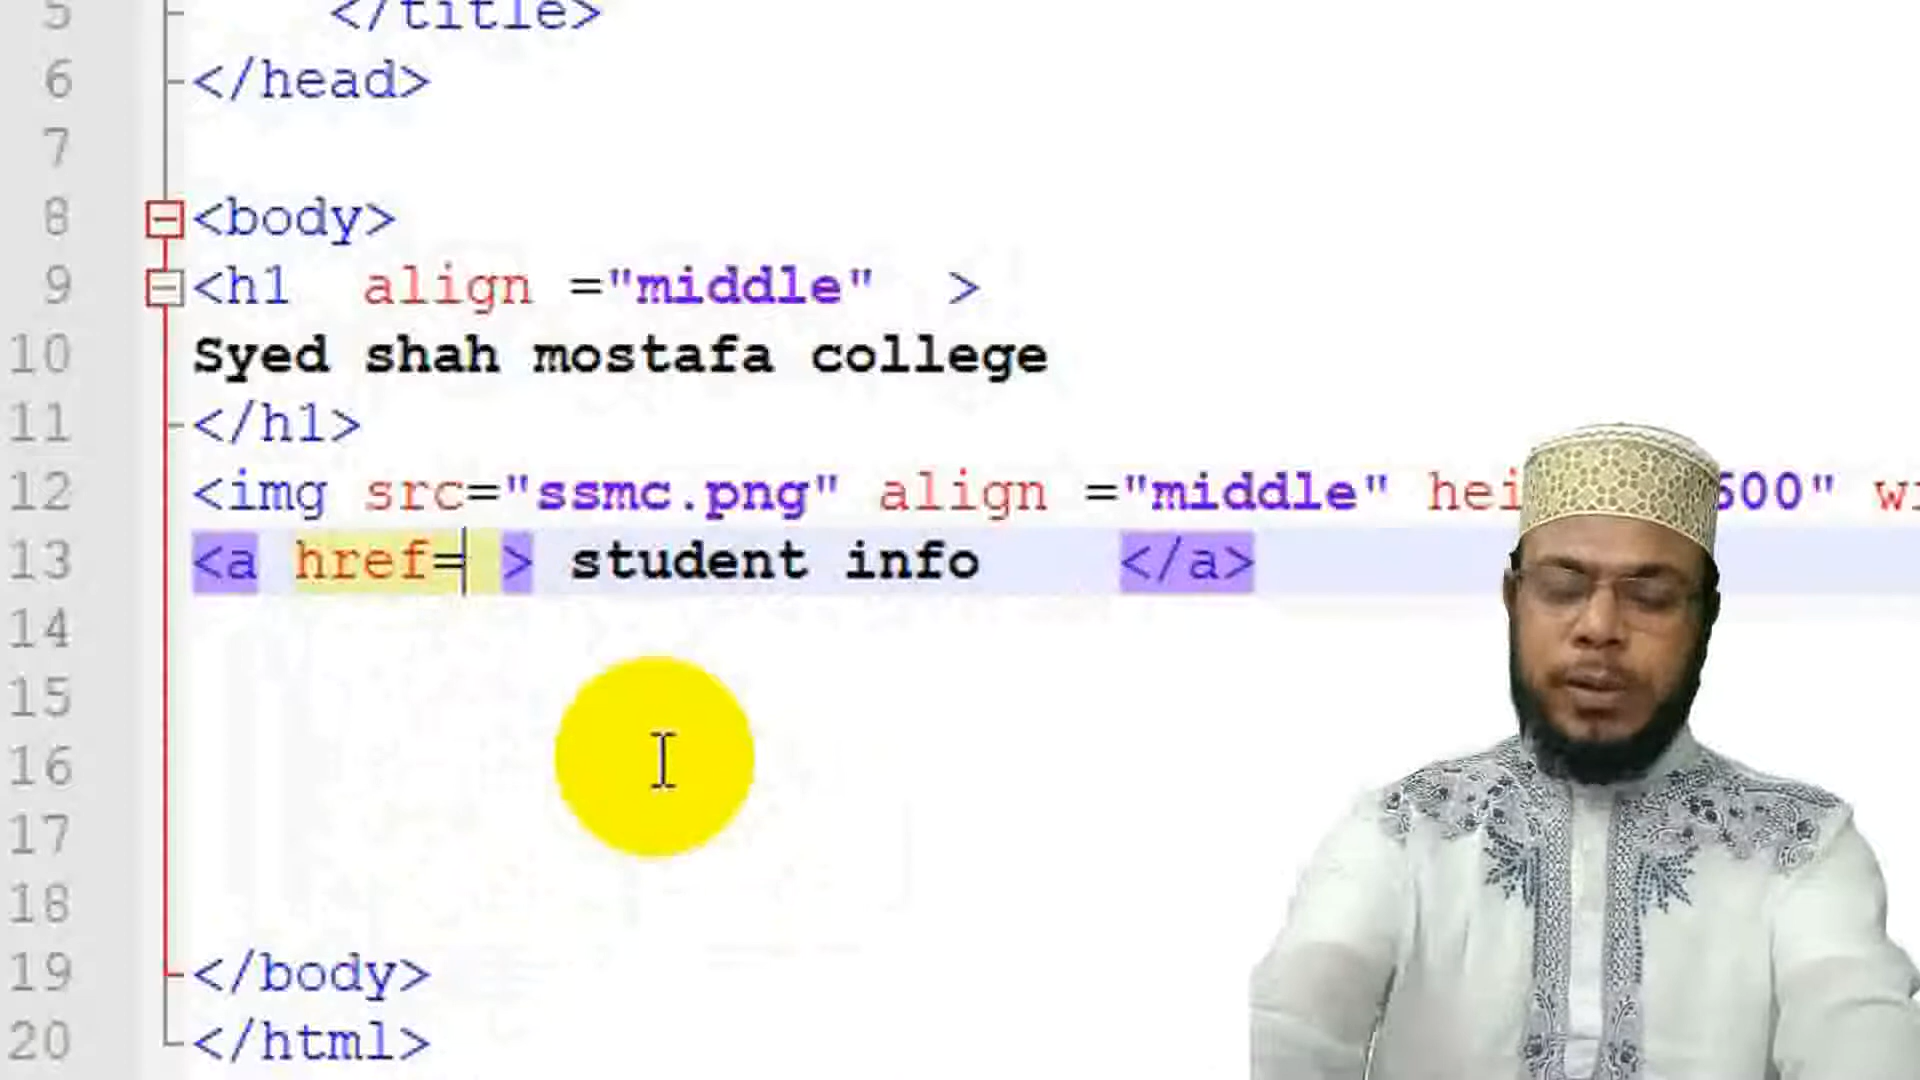 5 </title>
6 </head>
7
8 <body>
9 <h1 align ="middle" >
10 Syed shah mostafa college
11 </h1>
12 <img src="ssmc.png" align ="middle" hei 500" wi
13 <a href= > student info </a>
14
15
16
17
18
19 </body>
20 </html>